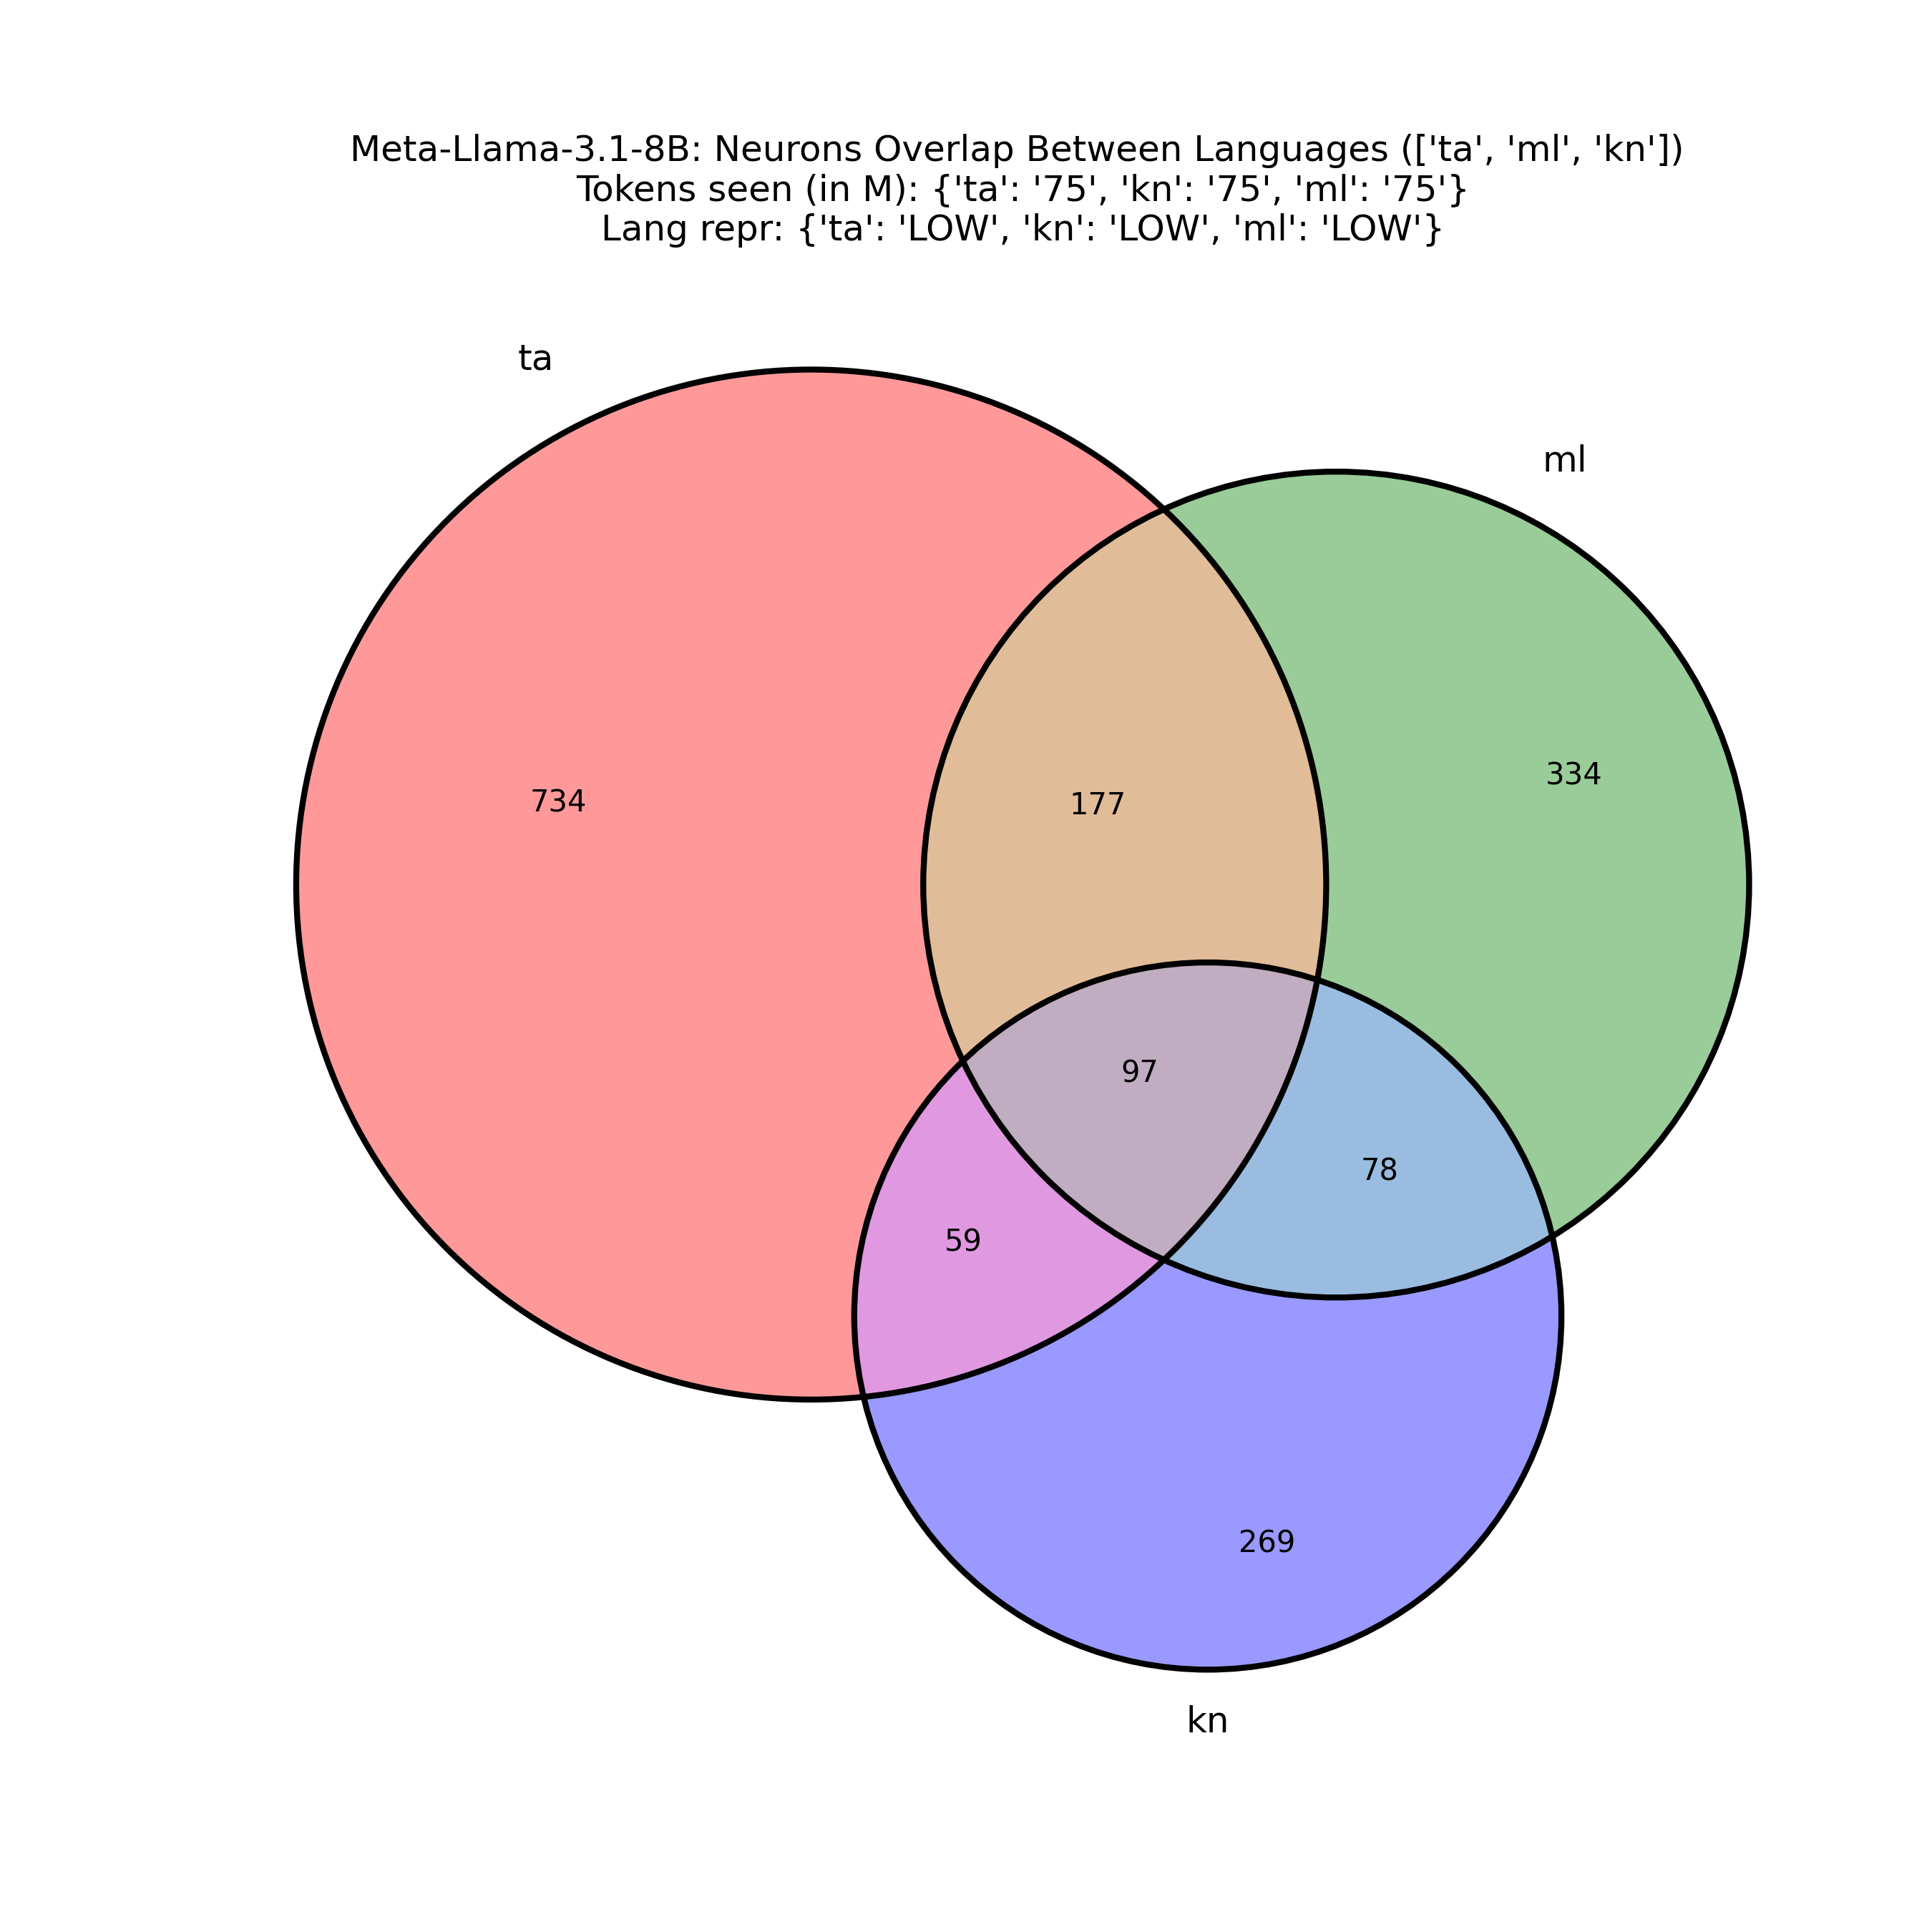 Meta-Llama-3.1-8B: Neurons Overlap Between Languages (['ta', 'ml', 'kn'])
Tokens seen (in M): {'ta': '75', 'kn': '75', 'ml': '75'}
Lang repr: {'ta': 'LOW', 'kn': 'LOW', 'ml': 'LOW'}
ta
ml
734
177
334
97
78
59
269
kn